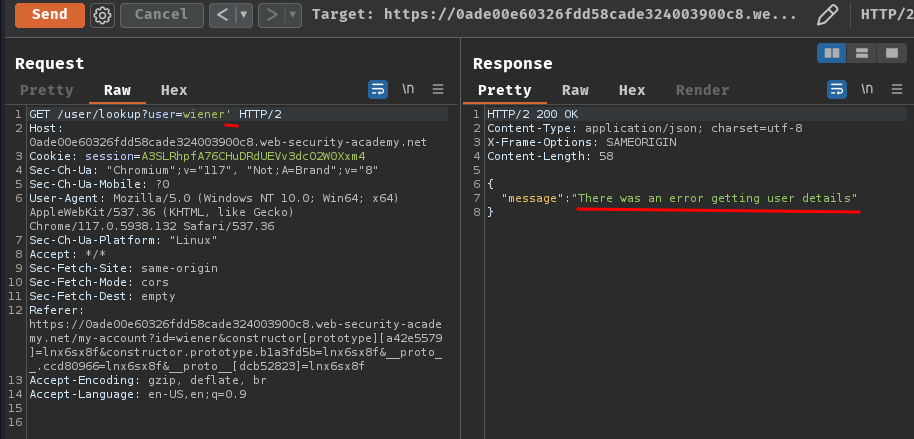 Send Cancel < ▼ > ▼ Target: https://0ade00e60326fdd58cade324003900c8.we... HTTP/2
Request
Pretty Raw Hex \n
1 GET /user/lookup?user=wiener' HTTP/2
2 Host:
0ade00e60326fdd58cade324003900c8.web-security-academy.net
3 Cookie: session=A3SLRhpfA76CHuDRdUEVv3dcO2W0Xxm4
4 Sec-Ch-Ua: "Chromium";v="117", "Not;A=Brand";v="8"
5 Sec-Ch-Ua-Mobile: ?0
6 User-Agent: Mozilla/5.0 (Windows NT 10.0; Win64; x64)
AppleWebKit/537.36 (KHTML, like Gecko)
Chrome/117.0.5938.132 Safari/537.36
7 Sec-Ch-Ua-Platform: "Linux"
8 Accept: */*
9 Sec-Fetch-Site: same-origin
10 Sec-Fetch-Mode: cors
11 Sec-Fetch-Dest: empty
12 Referer:
https://0ade00e60326fdd58cade324003900c8.web-security-acade
my.net/my-account?id=wiener&constructor[prototype][a42e5579
]=lnx6sx8f&constructor.prototype.b1a3fd5b=lnx6sx8f&__proto_
_.ccd80966=lnx6sx8f&__proto__[dcb52823]=lnx6sx8f
13 Accept-Encoding: gzip, deflate, br
14 Accept-Language: en-US,en;q=0.9
15
16
Response
Pretty Raw Hex Render \n
1 HTTP/2 200 OK
2 Content-Type: application/json; charset=utf-8
3 X-Frame-Options: SAMEORIGIN
4 Content-Length: 58
5
6 {
7 "message":"There was an error getting user details"
8 }